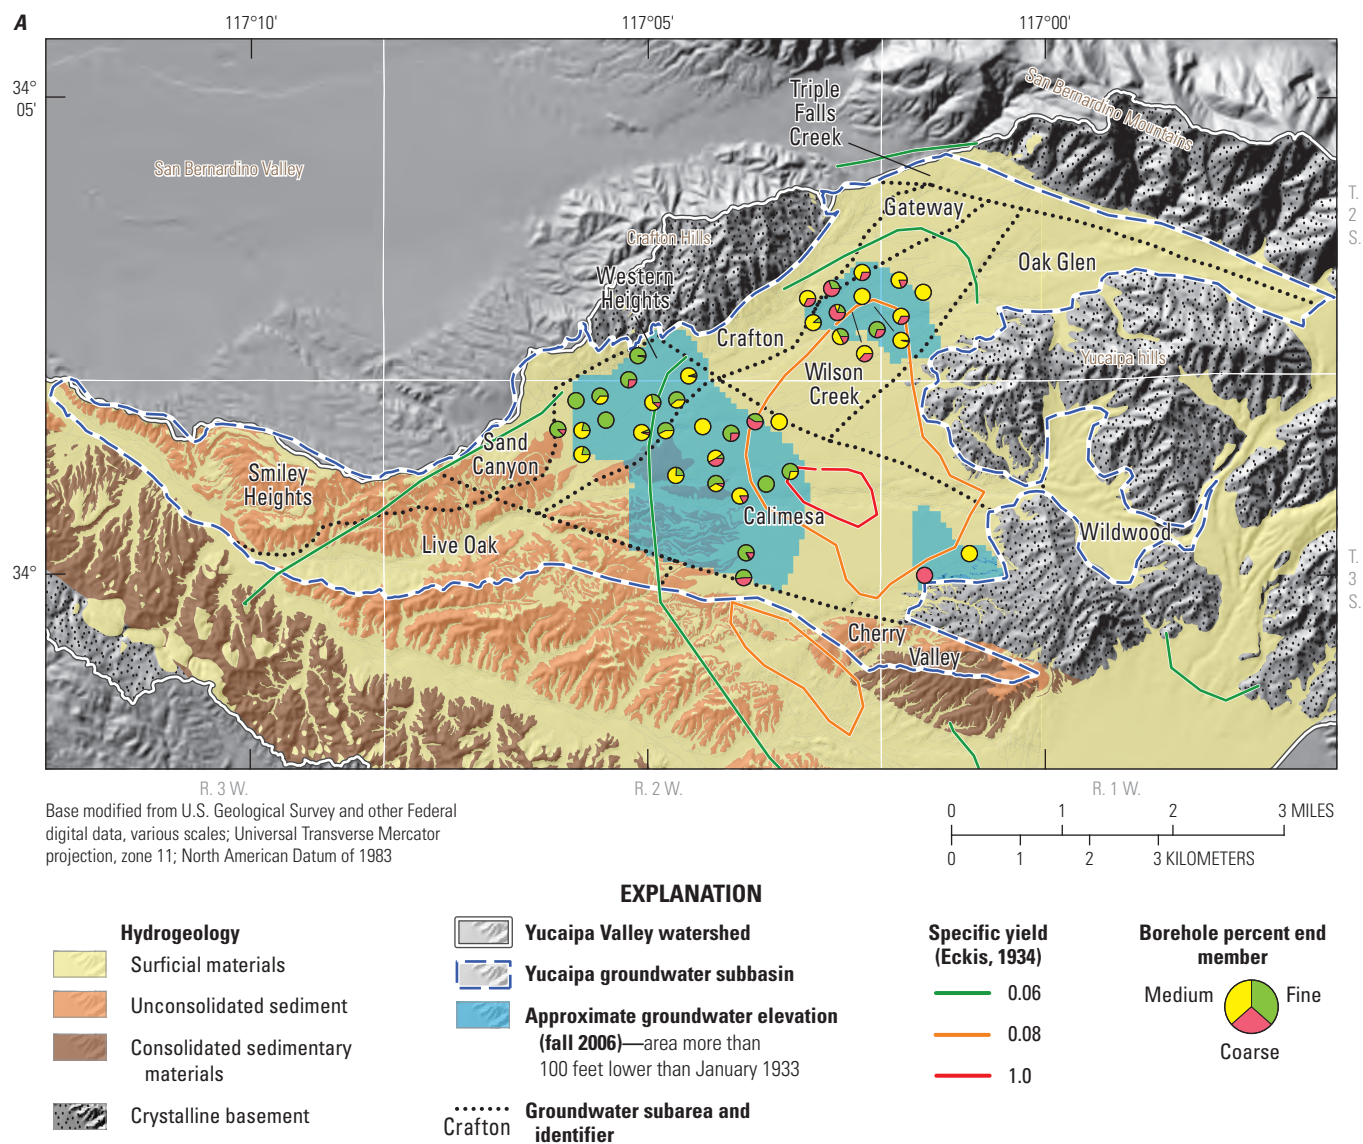 A
117°10'
117°05'
117°00'
34°
05'
34°
San Bernardino Valley
San Bernardino Mountains
Triple
Falls
Creek
Gateway
Oak Glen
Crafton Hills
Western
Heights
Crafton
Wilson
Creek
Yucaipa hills
Sand
Canyon
Smiley
Heights
Live Oak
Calimesa
Wildwood
Cherry
Valley
T.
2
S.
T.
3
S.
R. 3 W.
R. 2 W.
R. 1 W.
Base modified from U.S. Geological Survey and other Federal
digital data, various scales; Universal Transverse Mercator
projection, zone 11; North American Datum of 1983
0 1 2 3 MILES
0 1 2 3 KILOMETERS
EXPLANATION
Hydrogeology
Surficial materials
Unconsolidated sediment
Consolidated sedimentary
materials
Crystalline basement
Yucaipa Valley watershed
Yucaipa groundwater subbasin
Approximate groundwater elevation
(fall 2006)—area more than
100 feet lower than January 1933
Crafton
Groundwater subarea and
identifier
Specific yield
(Eckis, 1934)
0.06
0.08
1.0
Borehole percent end
member
Medium
Fine
Coarse